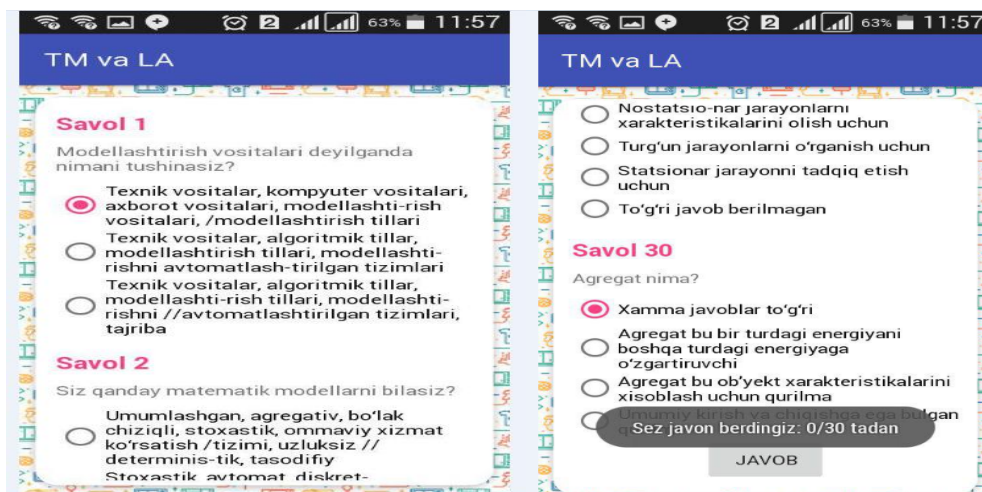 63% 11:57
TM va LA
Savol 1
Modellashtirish vositalari deyilganda
nimani tushinasiz?
Texnik vositalar, kompyuter vositalari,
axborot vositalari, modellashti-rish
vositalari, /modellashtirish tillari
Texnik vositalar, algoritmik tillar,
modellashtirish tillari, modellashti-
rishni avtomatlash-tirilgan tizimlari
Texnik vositalar, algoritmik tillar,
modellashti-rish tillari, modellashti-
rishni //avtomatlashtirilgan tizimlari,
tajriba
Savol 2
Siz qanday matematik modellarni bilasiz?
Umumlashgan, agregativ, bo'lak
chiziqli, stoxastik, ommaviy xizmat
ko'rsatish /tizimi, uzluksiz //
determinis-tik, tasodifiy
Stoxastik avtomat diskret-
63% 11:57
TM va LA
Nostatsio-nar jarayonlarni
xarakteristikalarini olish uchun
Turg'un jarayonlarni o'rganish uchun
Statsionar jarayonni tadqiq etish
uchun
To'g'ri javob berilmagan
Savol 30
Agregat nima?
Xamma javoblar to'g'ri
Agregat bu bir turdagi energiyani
boshqa turdagi energiyaga
o'zgartiruvchi
Agregat bu ob'yekt xarakteristikalarini
xisoblash uchun qurilma
Umumiy kirish va chiqishga ega bulgan
Sez javon berdingiz: 0/30 tadan
JAVOB